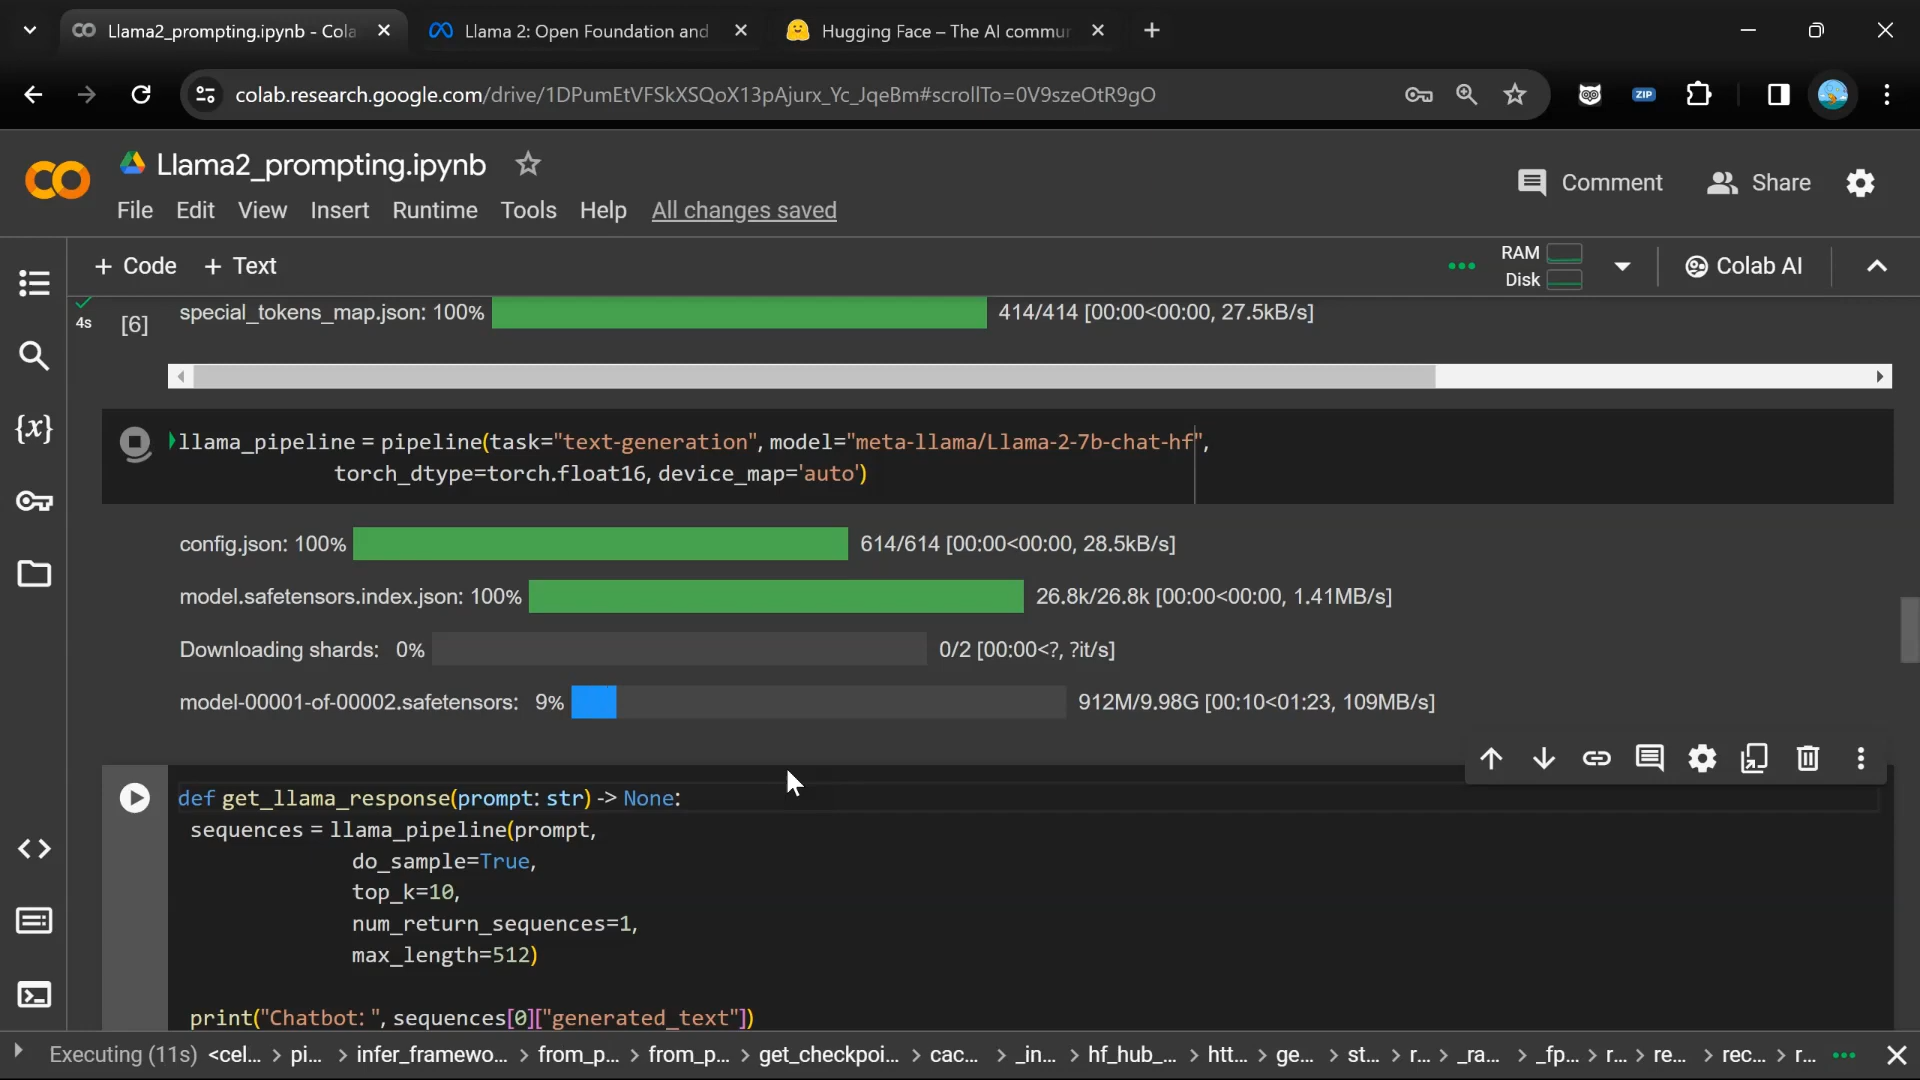 Llama2_prompting.ipynb - Cola
Llama 2: Open Foundation and
Hugging Face – The AI commun
colab.research.google.com/drive/1DPumEtVFSkXSQoX13pAjurx_Yc_JqeBm#scrollTo=0V9szeOtR9gO
ZIP
Llama2_prompting.ipynb
Comment
Share
File Edit View Insert Runtime Tools Help All changes saved
+ Code + Text
RAM
Disk
Colab AI
4s
[6]
special_tokens_map.json: 100% 414/414 [00:00<00:00, 27.5kB/s]
llama_pipeline = pipeline(task="text-generation", model="meta-llama/Llama-2-7b-chat-hf",
torch_dtype=torch.float16, device_map='auto')
config.json: 100% 614/614 [00:00<00:00, 28.5kB/s]
model.safetensors.index.json: 100% 26.8k/26.8k [00:00<00:00, 1.41MB/s]
Downloading shards: 0% 0/2 [00:00<?, ?it/s]
model-00001-of-00002.safetensors: 9% 912M/9.98G [00:10<01:23, 109MB/s]
def get_llama_response(prompt: str) -> None:
sequences = llama_pipeline(prompt,
do_sample=True,
top_k=10,
num_return_sequences=1,
max_length=512)
print("Chatbot: ", sequences[0]["generated_text"])
{x}
Executing (11s) <cel... > pi... > infer_framewo... > from_p... > from_p... > get_checkpoi... > cac... > _in... > hf_hub_... > htt... > ge... > st... > r... > _ra... > _fp... > r... > re... > rec... > r...